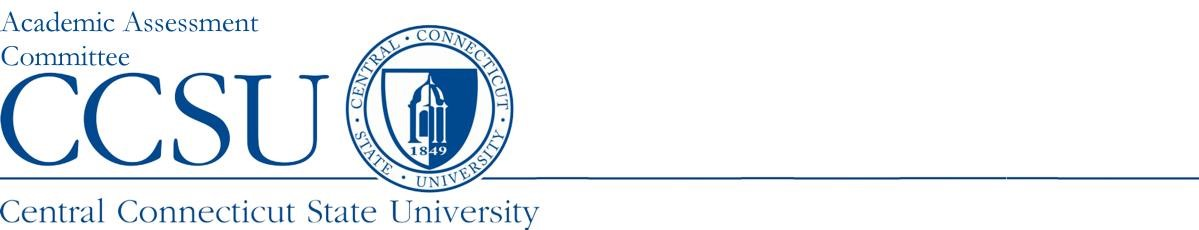 Academic Assessment
Committee
CCSU
CENTRAL · CONNECTICUT · STATE · UNIVERSITY ·
1849
Central Connecticut State University